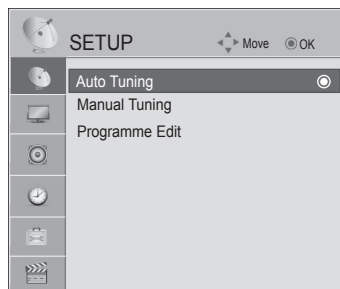 SETUP Move OK
Auto Tuning
Manual Tuning
Programme Edit